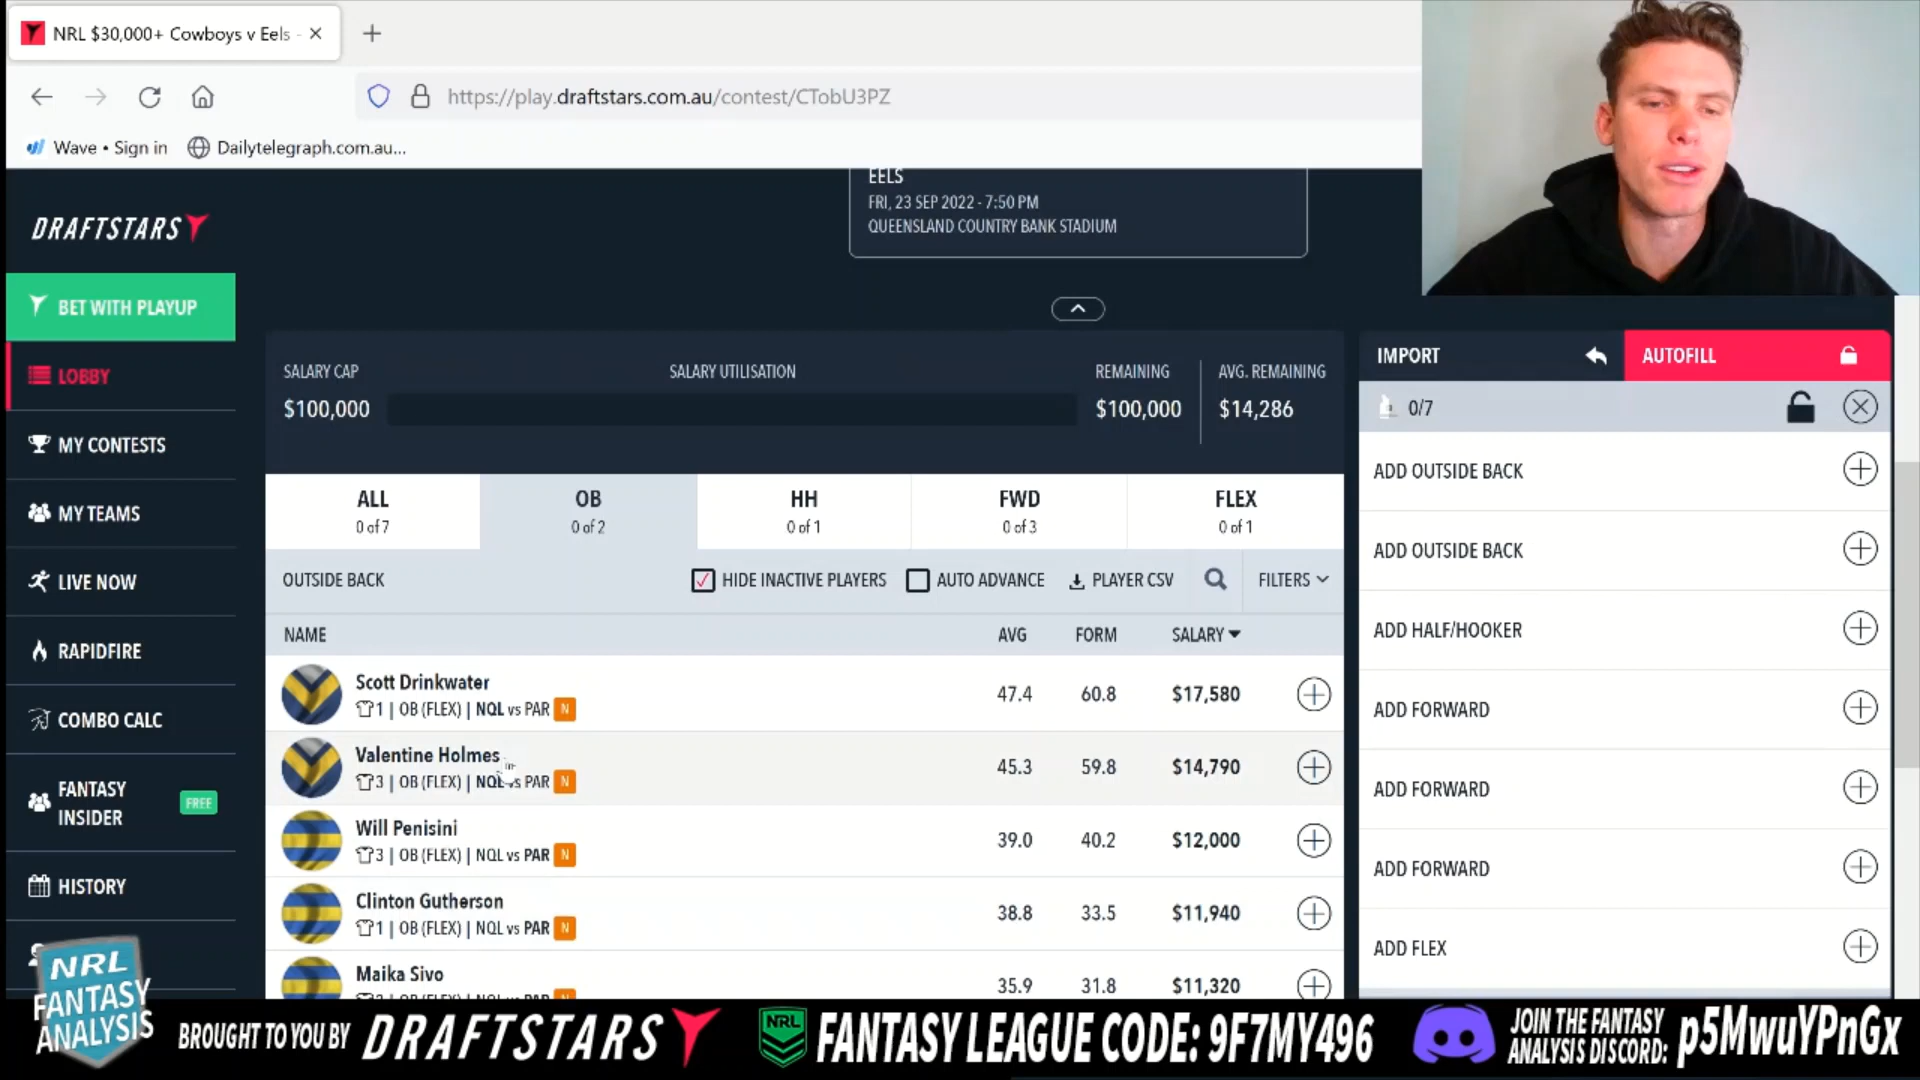 NRL $30,000+ Cowboys v Eels -
https://play.draftstars.com.au/contest/CTobU3PZ
Wave • Sign in
Dailytelegraph.com.au...
DRAFTSTARS
EELS
FRI, 23 SEP 2022 - 7:50 PM
QUEENSLAND COUNTRY BANK STADIUM
BET WITH PLAYUP
LOBBY
MY CONTESTS
MY TEAMS
LIVE NOW
RAPIDFIRE
COMBO CALC
FANTASY
INSIDER
FREE
HISTORY
SALARY CAP
$100,000
SALARY UTILISATION
REMAINING
$100,000
AVG. REMAINING
$14,286
ALL
0 of 7
OB
0 of 2
HH
0 of 1
FWD
0 of 3
FLEX
0 of 1
OUTSIDE BACK
HIDE INACTIVE PLAYERS
AUTO ADVANCE
PLAYER CSV
FILTERS
NAME AVG FORM SALARY
Scott Drinkwater
1 | OB (FLEX) | NQL vs PAR N
47.4 60.8 $17,580
Valentine Holmes
3 | OB (FLEX) | NQL vs PAR N
45.3 59.8 $14,790
Will Penisini
3 | OB (FLEX) | NQL vs PAR N
39.0 40.2 $12,000
Clinton Gutherson
1 | OB (FLEX) | NQL vs PAR N
38.8 33.5 $11,940
Maika Sivo
35.9 31.8 $11,320
IMPORT
AUTOFILL
0/7
ADD OUTSIDE BACK
ADD OUTSIDE BACK
ADD HALF/HOOKER
ADD FORWARD
ADD FORWARD
ADD FORWARD
ADD FLEX
NRL
FANTASY
ANALYSIS
BROUGHT TO YOU BY
DRAFTSTARS
NRL
FANTASY LEAGUE CODE: 9F7MY496
JOIN THE FANTASY
ANALYSIS DISCORD:
p5MwuYPnGx